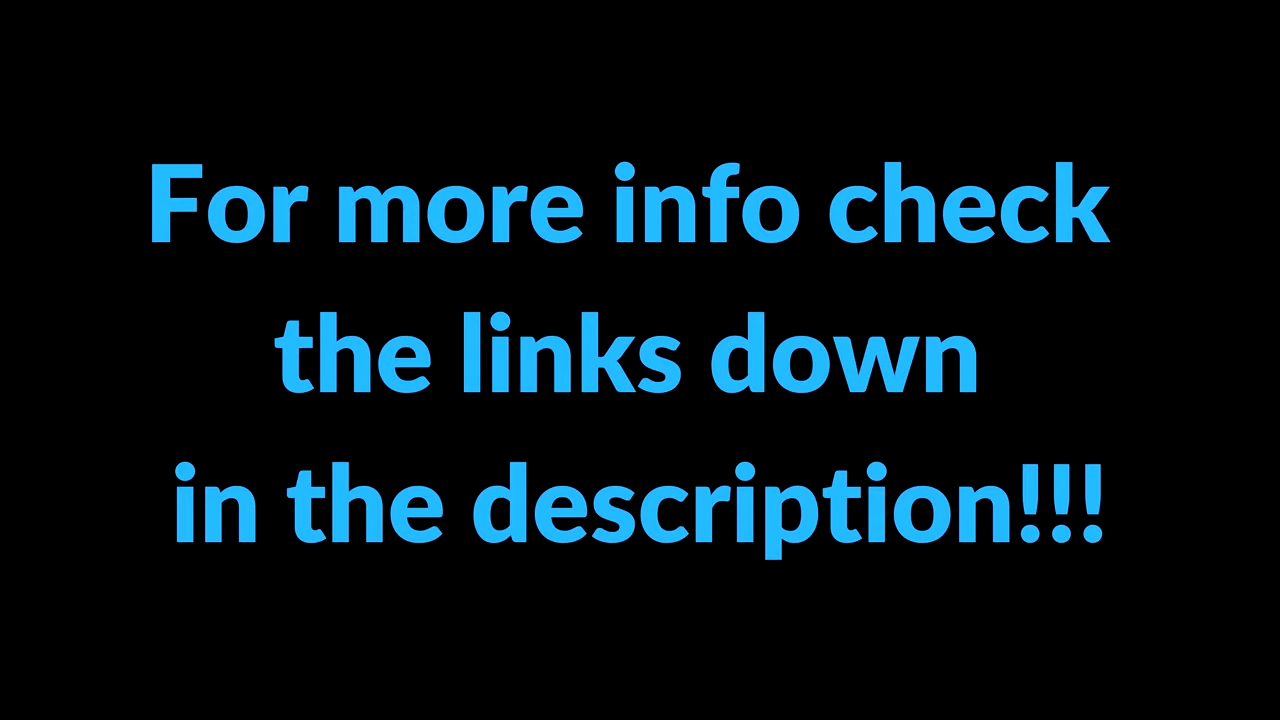 For more info check
the links down
in the description!!!